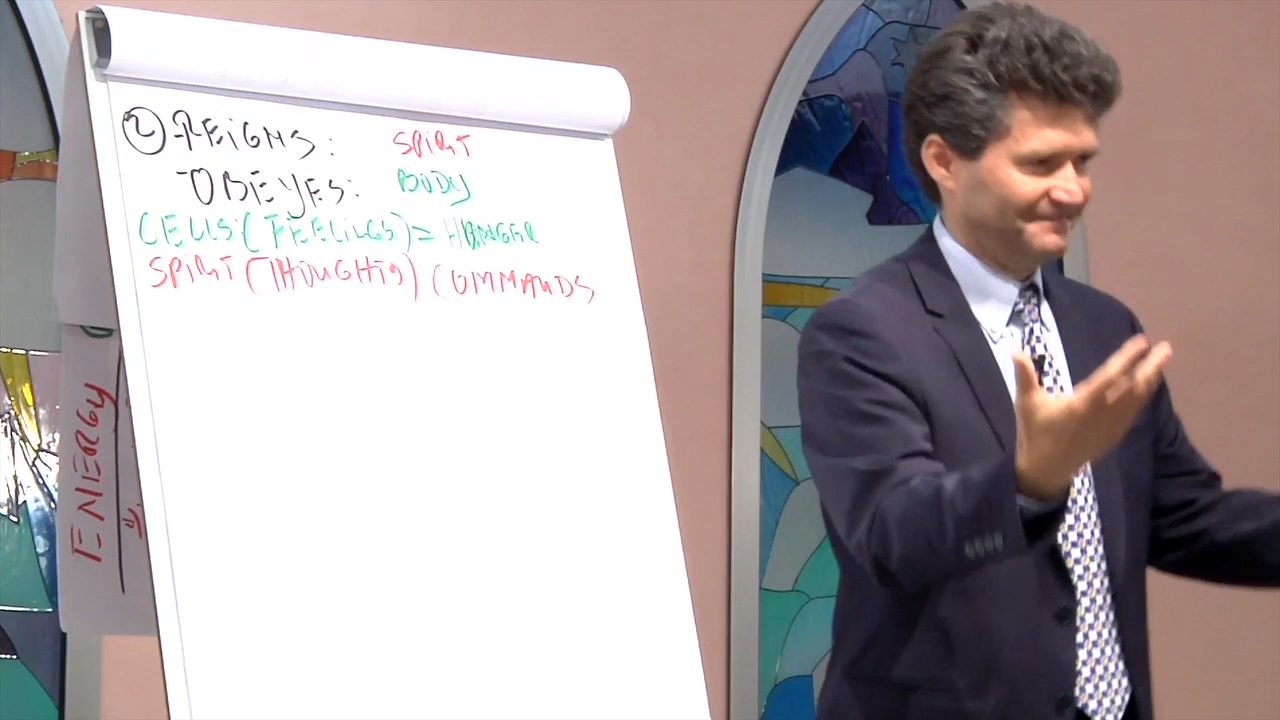 ② REIGNS: SPIRIT
OBEYES: BODY
CELLS (FEELINGS) = HUNGER
SPIRIT (THOUGHTS) COMMANDS
ENERGY